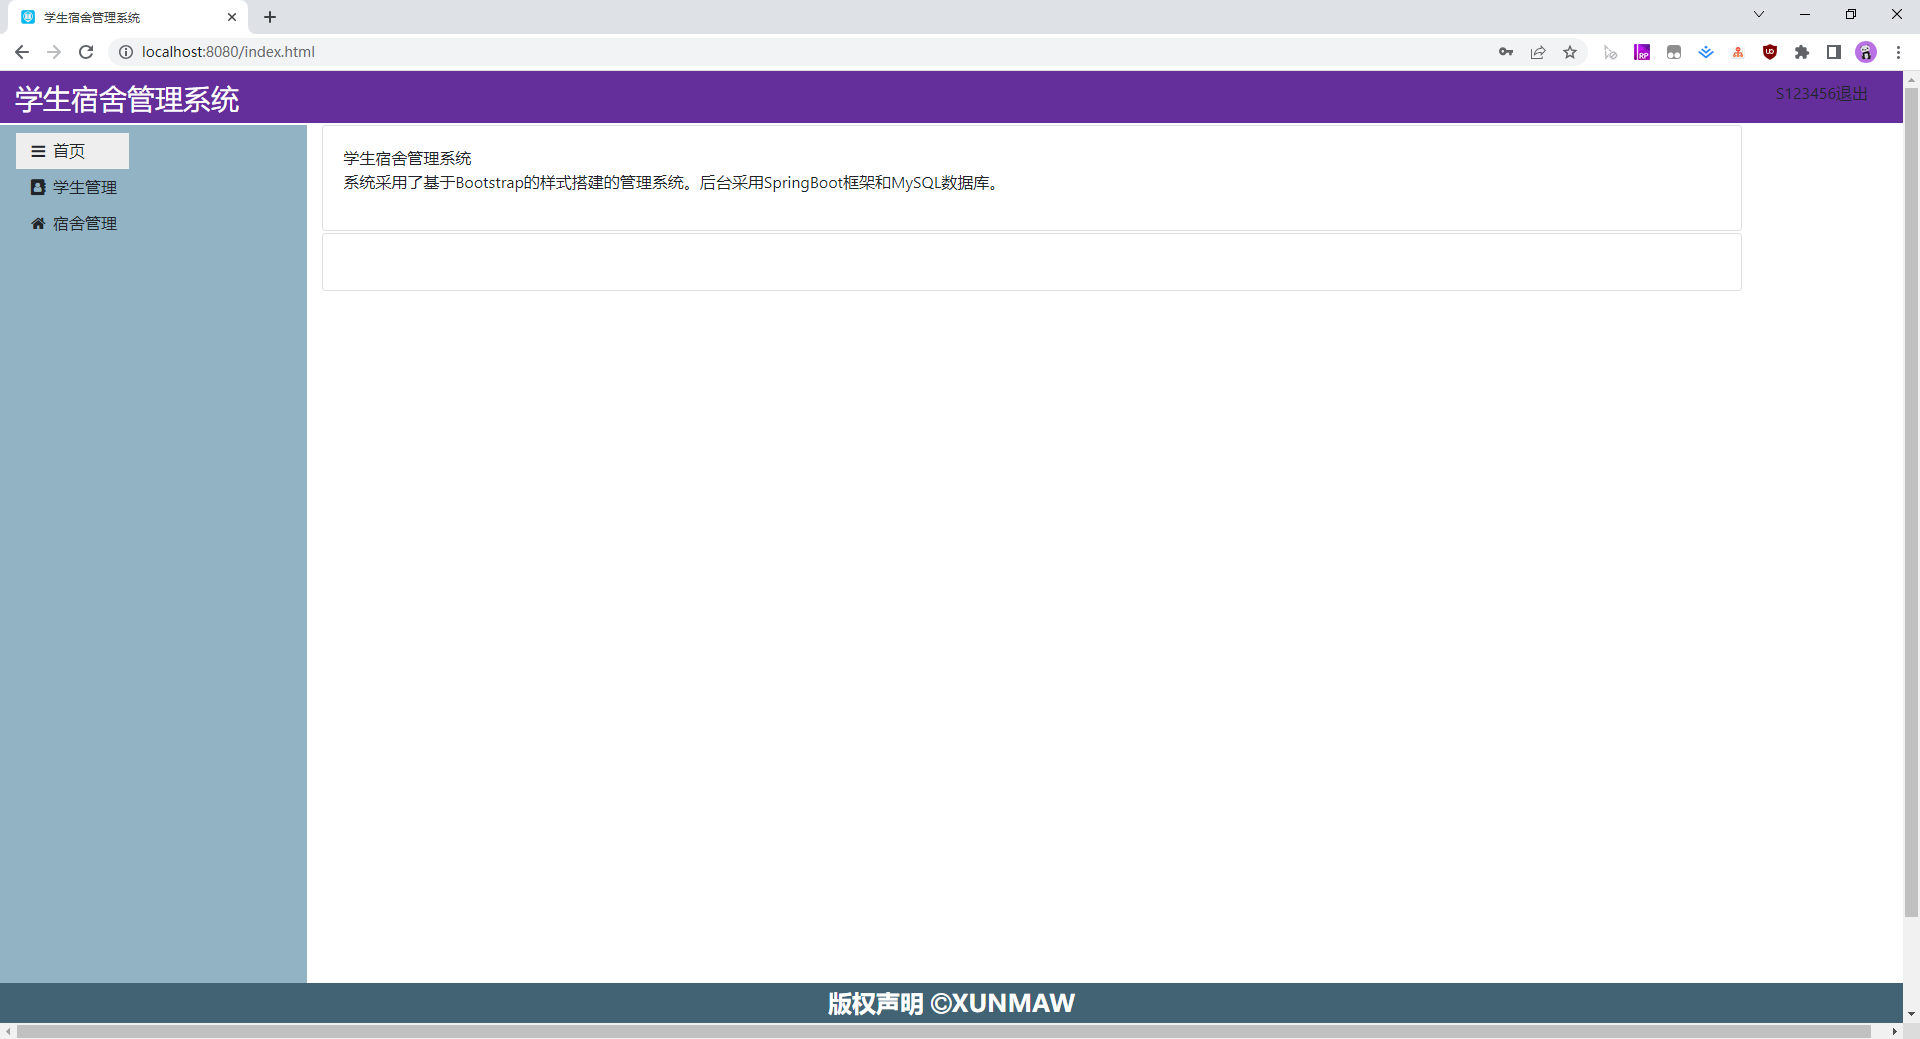 学生宿舍管理系统
localhost:8080/index.html
学生宿舍管理系统
S123456退出
首页
学生管理
宿舍管理
学生宿舍管理系统
系统采用了基于Bootstrap的样式搭建的管理系统。后台采用SpringBoot框架和MySQL数据库。
版权声明 ©XUNMAW